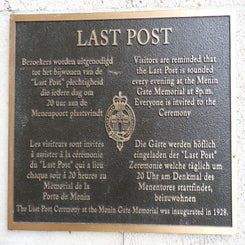 LAST POST
Bezoekers worden uitgenodigd
tot het bijwonen van de
"Last Post" plechtigheid
die iedere dag om
20 uur aan de
Menenpoort plaatsvindt
Visitors are reminded that
the Last Post is sounded
every evening at the Menin
Gate Memorial at 8p.m.
Everyone is invited to the
Ceremony
Les visiteurs sont invités
à assister à la cérémonie
du "Last Post" qui a lieu
chaque soir à 20 heures au
Mémorial de la
Porte de Menin
Die Gäste werden höflich
eingeladen der "Last Post"
Zeremonie welche täglich um
20 Uhr am Denkmal des
Menentores stattfindet,
beizuwohnen
The Last Post Ceremony at the Menin Gate Memorial was inaugurated in 1928.